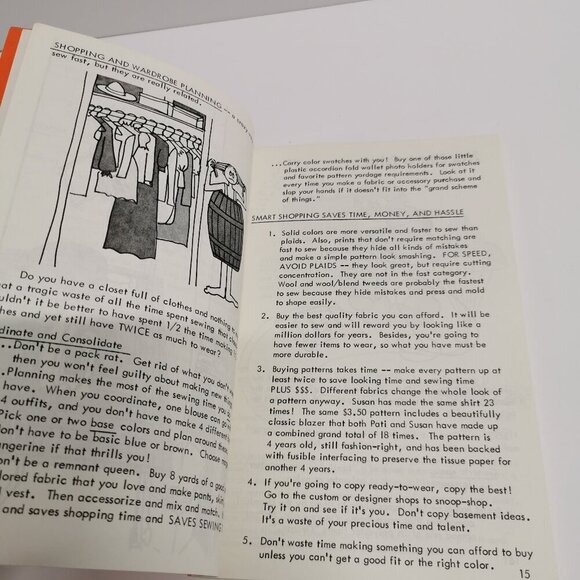 SHOPPING AND WARDROBE PLANNING -- a
sew fast, but they are really related.
Do you have a closet full of clothes and nothing to
at a tragic waste of all the time spent sewing that
uldn't it be better to have spent 1/2 the time making
hes and yet still have TWICE as much to wear?
dinate and Consolidate
...Don't be a pack rat. Get rid of what you don't
then you won't feel guilty about making new things
.Planning makes the most of the sewing time you do
have. When you coordinate, one blouse can go
4 outfits, and you don't have to make 4 different
Pick one or two base colors and plan around these.
on't have to be basic blue or brown. Choose
angerine if that thrills you!
on't be a remnant queen. Buy 8 yards of a good
olored fabric that you love and make pants, skirt,
d vest. Then accessorize and mix and match. It
and saves shopping time and SAVES SEWING
...Carry color swatches with you! Buy one of those little
plastic accordion fold wallet photo holders for swatches
and favorite pattern yardage requirements. Look at it
every time you make a fabric or accessory purchase and
slap your hands if it doesn't fit into the "grand scheme
of things."
SMART SHOPPING SAVES TIME, MONEY, AND HASSLE
1. Solid colors are more versatile and faster to sew than
plaids. Also, prints that don't require matching are
fast to sew because they hide all kinds of mistakes
and make a simple pattern look smashing. FOR SPEED,
AVOID PLAIDS -- they look great, but require cutting
concentration. They are not in the fast category.
Wool and wool/blend tweeds are probably the fastest
to sew because they hide mistakes and press and mold
to shape easily.
2. Buy the best quality fabric you can afford. It will be
easier to sew and will reward you by looking like a
million dollars for years. Besides, you're going to
have fewer items to wear, so what you have must be
more durable.
3. Buying patterns takes time -- make every pattern up at
least twice to save looking time and sewing time
PLUS $$$. Different fabrics change the whole look of
a pattern anyway. Susan has made the same shirt 23
times! The same $3.50 pattern includes a beautifully
classic blazer that both Pati and Susan have made up
a combined grand total of 18 times. The pattern is
4 years old, still fashion-right, and has been backed
with fusible interfacing to preserve the tissue paper for
another 4 years.
4. If you're going to copy ready-to-wear, copy the best!
Go to the custom or designer shops to snoop-shop.
Try it on and see if it's you. Don't copy basement ideas.
It's a waste of your precious time and talent.
5. Don't waste time making something you can afford to buy
unless you can't get a good fit or the right color.
15